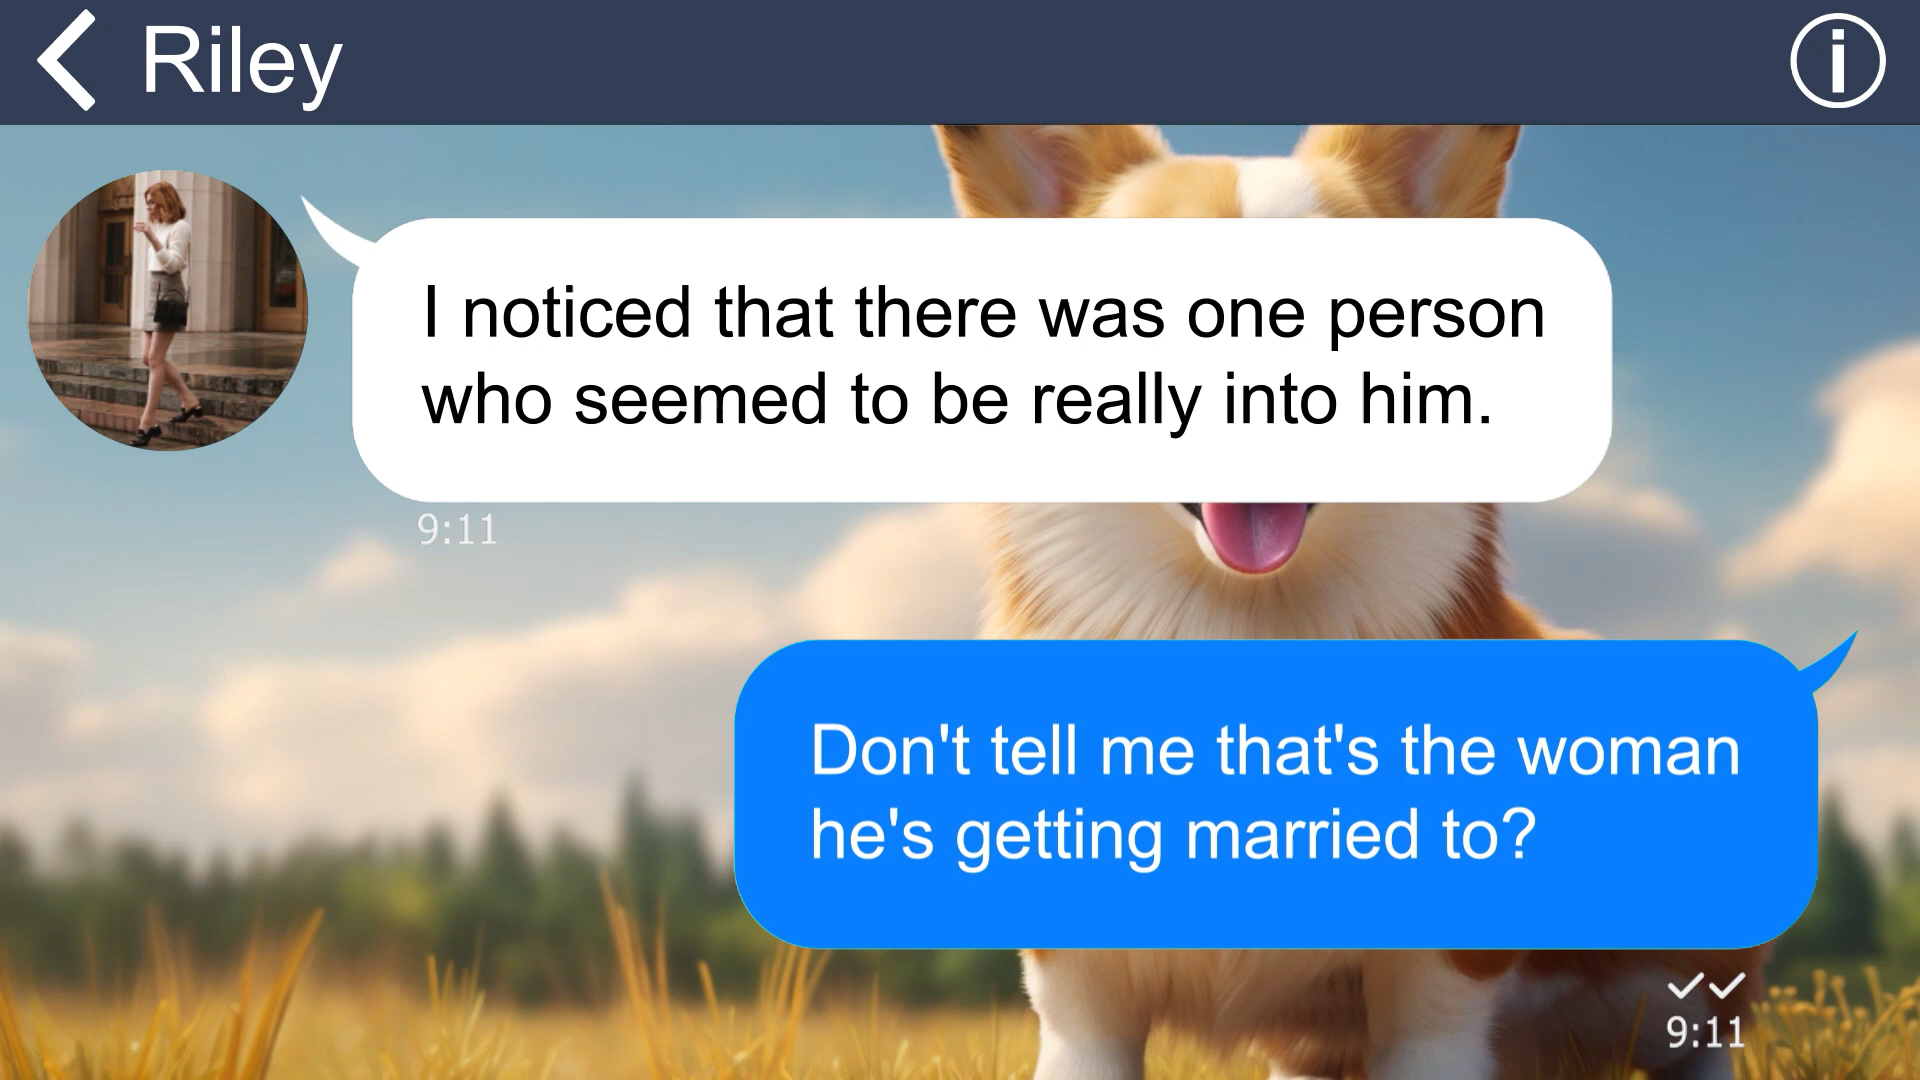 Riley
I noticed that there was one person
who seemed to be really into him.
9:11
Don't tell me that's the woman
he's getting married to?
9:11